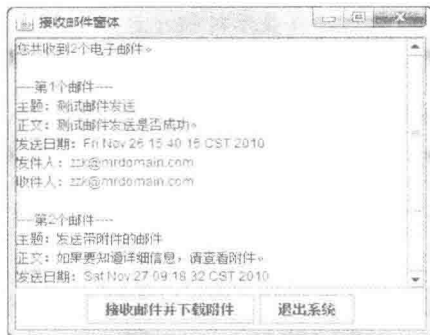 接收邮件窗体
您共收到2个电子邮件。
----第1个邮件----
主题：测试邮件发送
正文：测试邮件发送是否成功。
发送日期：Fri Nov 26 15:40:15 CST 2010
发件人：zzk@mrdomain.com
收件人：zzk@mrdomain.com
----第2个邮件----
主题：发送带附件的邮件
正文：如果要知道详细信息，请查看附件。
发送日期：Sat Nov 27 09:18:32 CST 2010
接收邮件并下载附件 退出系统